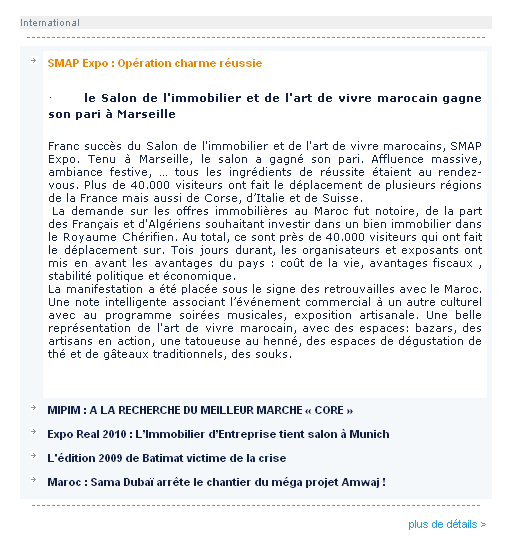 International
SMAP Expo : Opération charme réussie
· le Salon de l'immobilier et de l'art de vivre marocain gagne
son pari à Marseille
Franc succès du Salon de l'immobilier et de l'art de vivre marocains, SMAP
Expo. Tenu à Marseille, le salon a gagné son pari. Affluence massive,
ambiance festive, … tous les ingrédients de réussite étaient au rendez-
vous. Plus de 40.000 visiteurs ont fait le déplacement de plusieurs régions
de la France mais aussi de Corse, d’Italie et de Suisse.
La demande sur les offres immobilières au Maroc fut notoire, de la part
des Français et d'Algériens souhaitant investir dans un bien immobilier dans
le Royaume Chérifien. Au total, ce sont près de 40.000 visiteurs qui ont fait
le déplacement sur. Tois jours durant, les organisateurs et exposants ont
mis en avant les avantages du pays : coût de la vie, avantages fiscaux ,
stabilité politique et économique.
La manifestation a été placée sous le signe des retrouvailles avec le Maroc.
Une note intelligente associant l’événement commercial à un autre culturel
avec au programme soirées musicales, exposition artisanale. Une belle
représentation de l'art de vivre marocain, avec des espaces: bazars, des
artisans en action, une tatoueuse au henné, des espaces de dégustation de
thé et de gâteaux traditionnels, des souks.
MIPIM : A LA RECHERCHE DU MEILLEUR MARCHE « CORE »
Expo Real 2010 : L’Immobilier d’Entreprise tient salon à Munich
L'édition 2009 de Batimat victime de la crise
Maroc : Sama Dubaï arrête le chantier du méga projet Amwaj !
plus de détails >